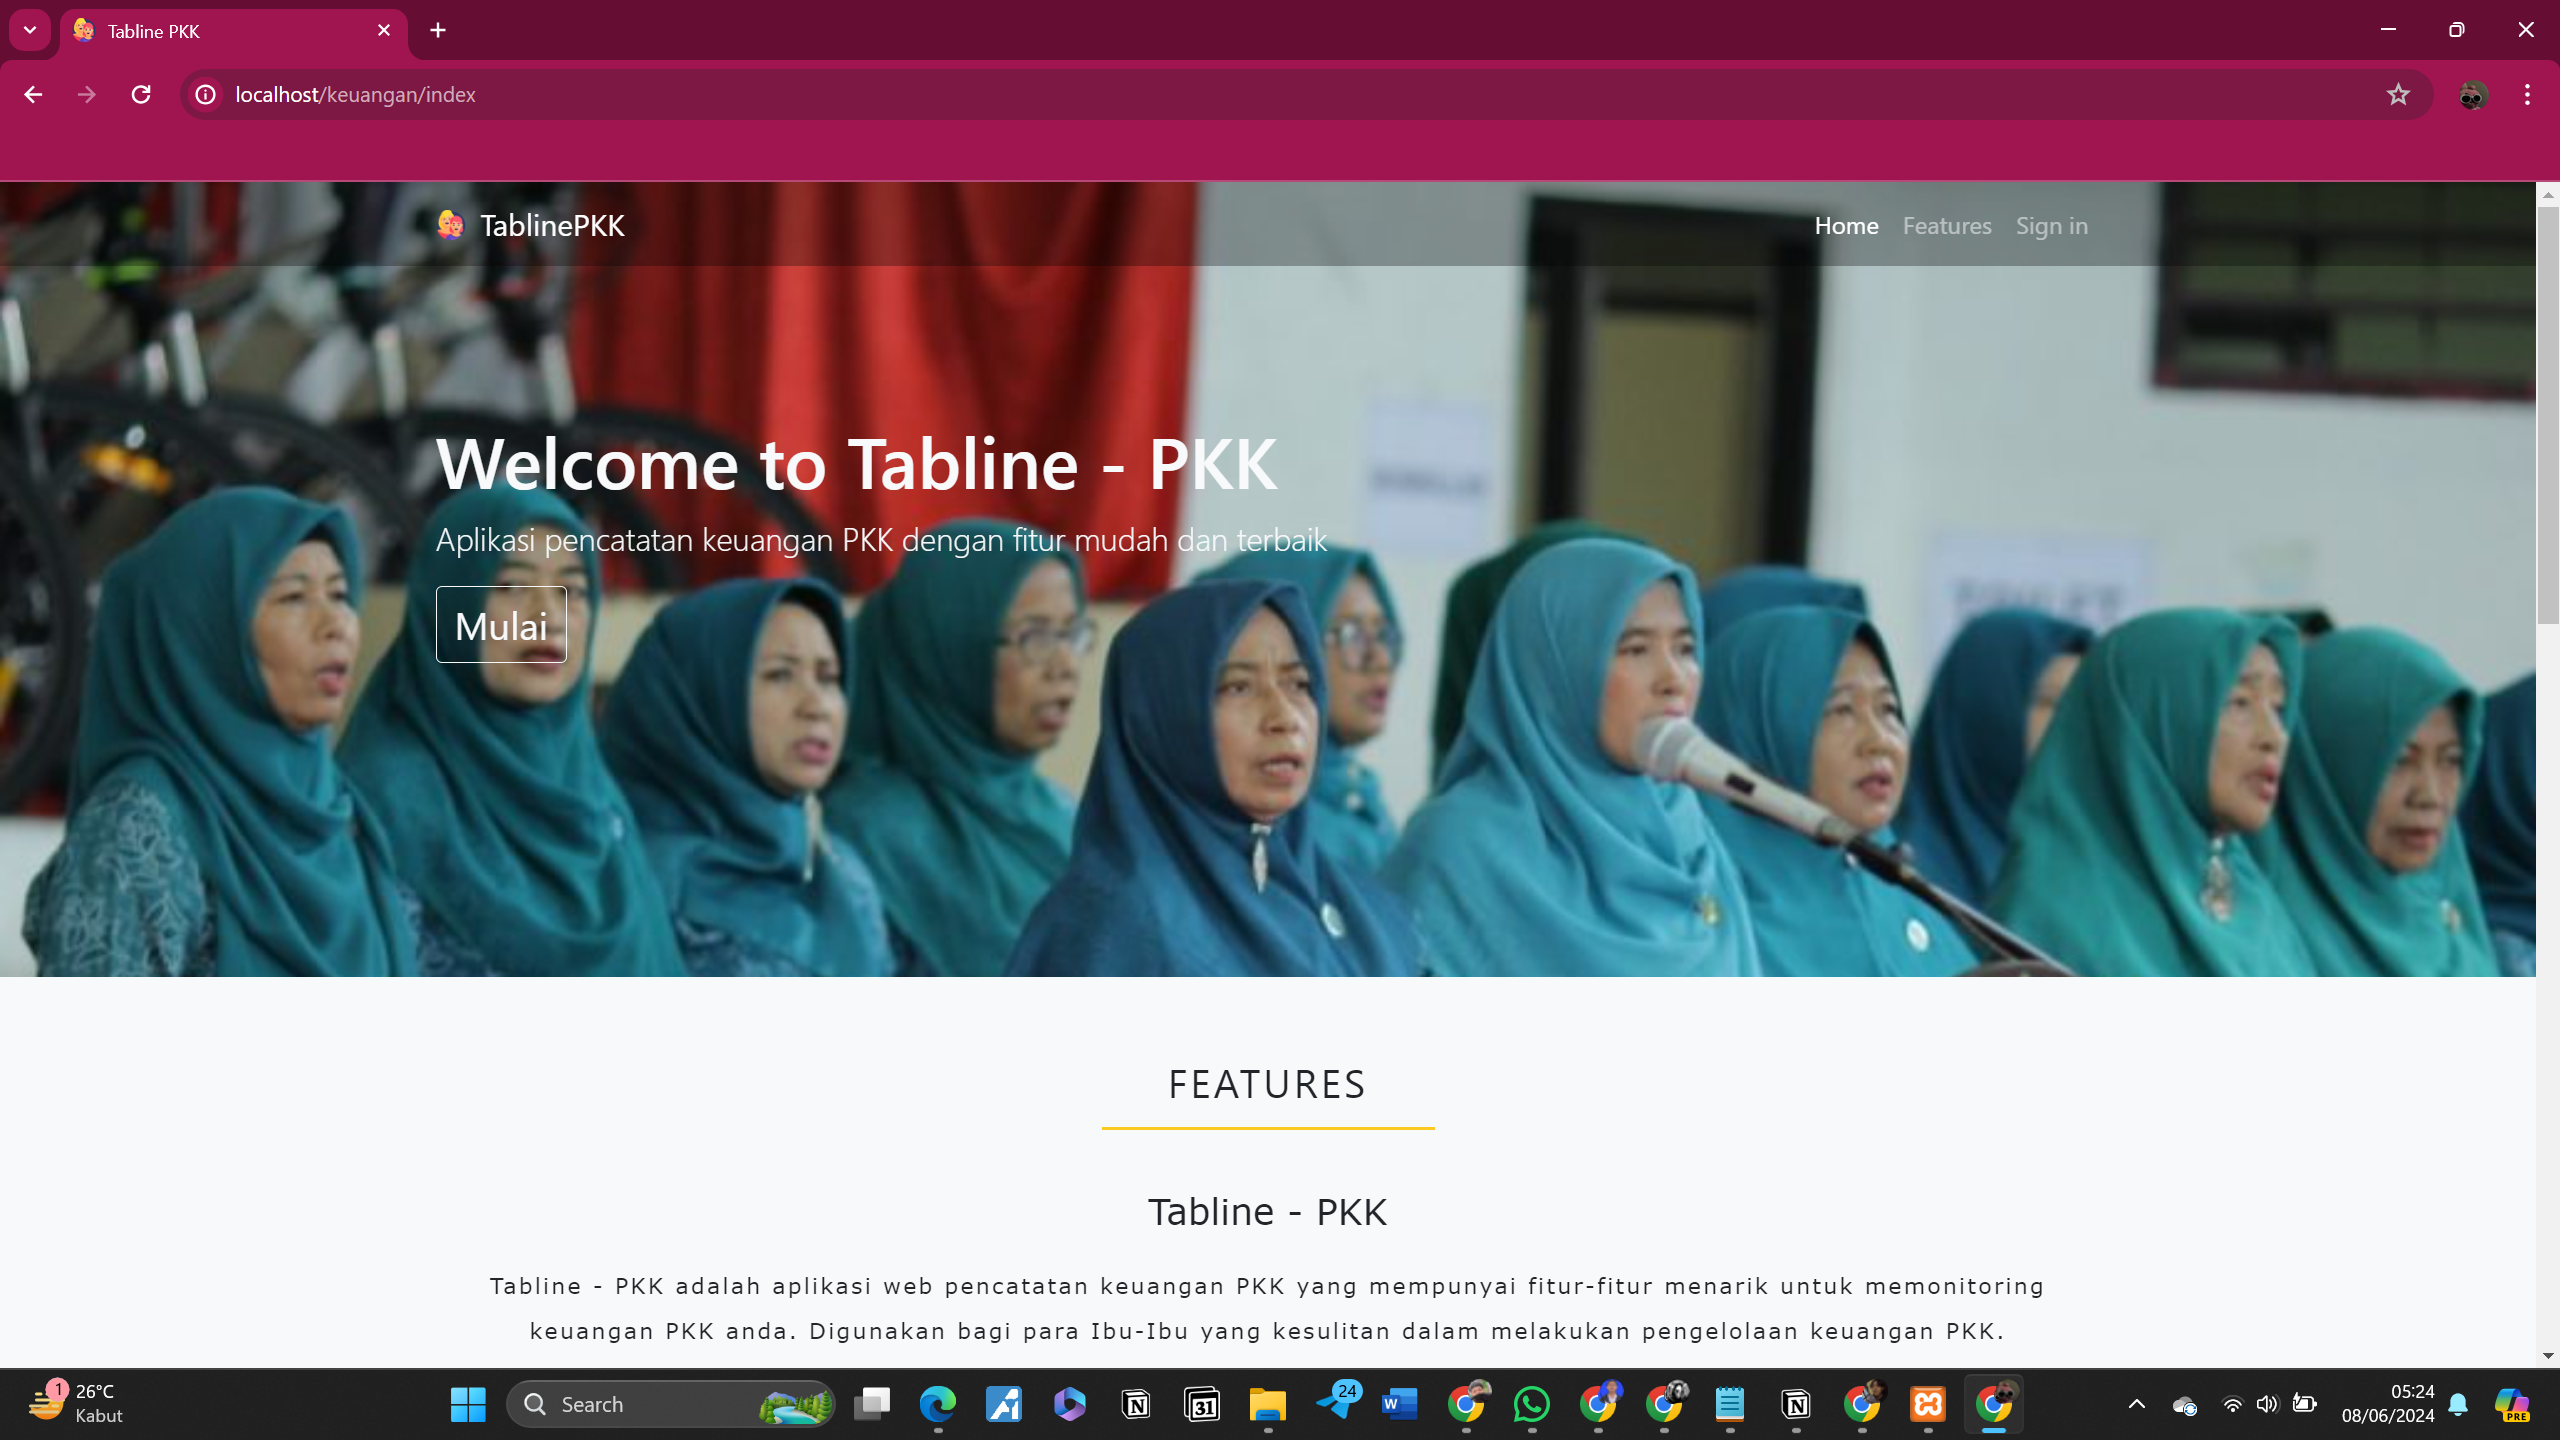 Tabline PKK
localhost/keuangan/index
TablinePKK
Home Features Sign in
Welcome to Tabline - PKK
Aplikasi pencatatan keuangan PKK dengan fitur mudah dan terbaik
Mulai
FEATURES
Tabline - PKK
Tabline - PKK adalah aplikasi web pencatatan keuangan PKK yang mempunyai fitur-fitur menarik untuk memonitoring
keuangan PKK anda. Digunakan bagi para Ibu-Ibu yang kesulitan dalam melakukan pengelolaan keuangan PKK.
1
26°C
Kabut
Search
31
24
W
05:24
08/06/2024
PRE